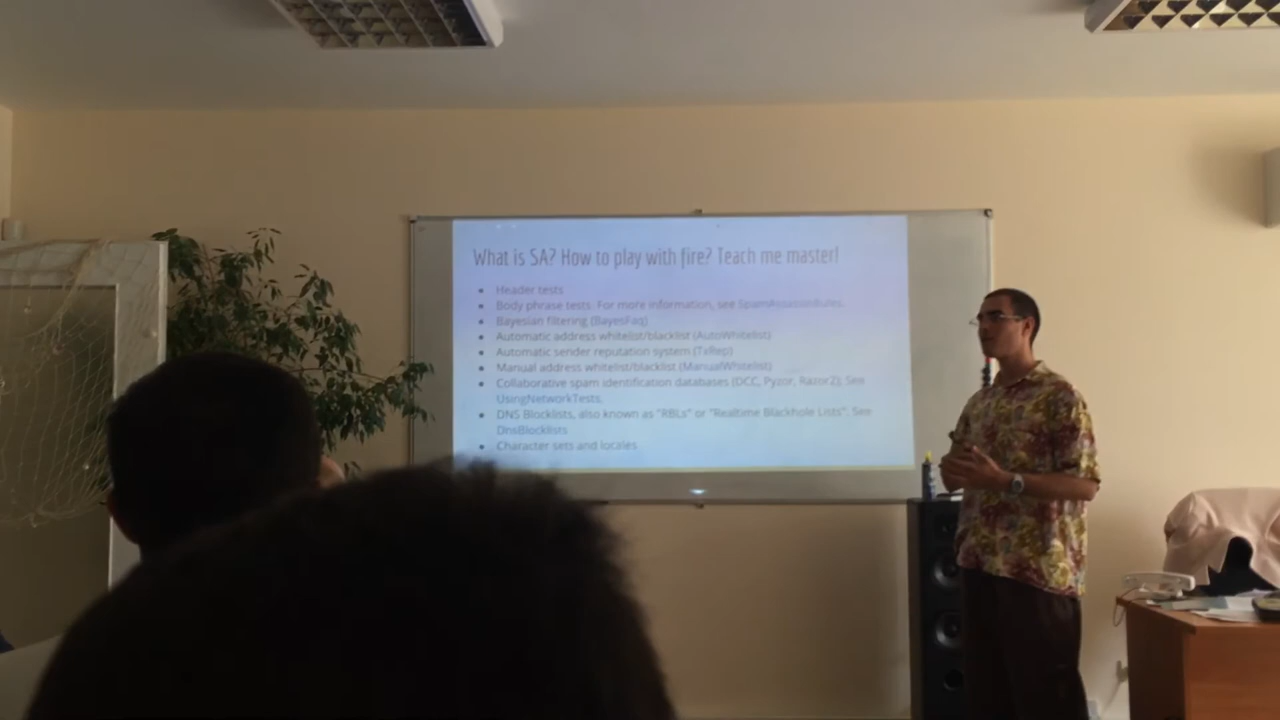 What is SA? How to play with fire? Teach me master!
Header tests
Body phrase tests. For more information, see SpamAssassinRules.
Bayesian filtering (BayesFaq)
Automatic address whitelist/blacklist (AutoWhitelist)
Automatic sender reputation system (TxRep)
Manual address whitelist/blacklist (ManualWhitelist)
Collaborative spam identification databases (DCC, Pyzor, Razor2). See
UsingNetworkTests.
DNS Blocklists, also known as "RBLs" or "Realtime Blackhole Lists". See
DnsBlocklists
Character sets and locales